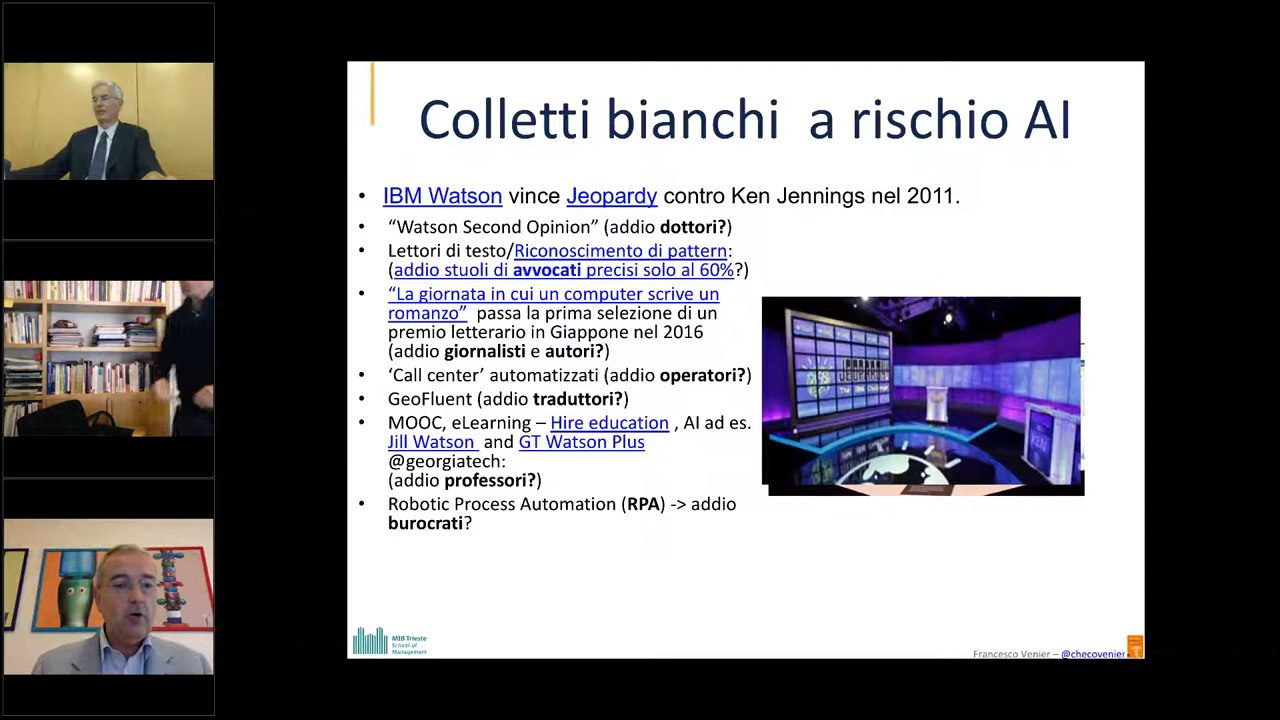 Colletti bianchi a rischio AI
• IBM Watson vince Jeopardy contro Ken Jennings nel 2011.
• “Watson Second Opinion” (addio dottori?)
• Lettori di testo/Riconoscimento di pattern:
(addio stuoli di avvocati precisi solo al 60%?)
• “La giornata in cui un computer scrive un
romanzo” passa la prima selezione di un
premio letterario in Giappone nel 2016
(addio giornalisti e autori?)
• ‘Call center’ automatizzati (addio operatori?)
• GeoFluent (addio traduttori?)
• MOOC, eLearning – Hire education , AI ad es.
Jill Watson and GT Watson Plus
@georgiatech:
(addio professori?)
• Robotic Process Automation (RPA) -> addio
burocrati?
JEOPARDY!
MIB Trieste
School of
Management
Francesco Venier – @checovenier